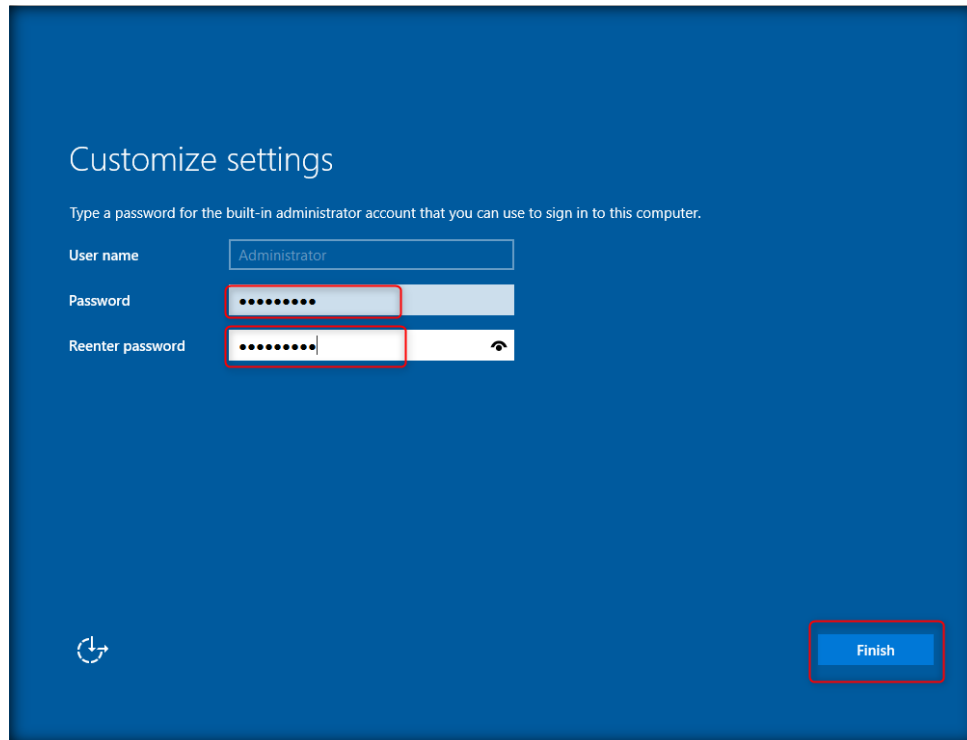 Customize settings
Type a password for the built-in administrator account that you can use to sign in to this computer.
User name Administrator
Password •••••••••
Reenter password •••••••••
Finish